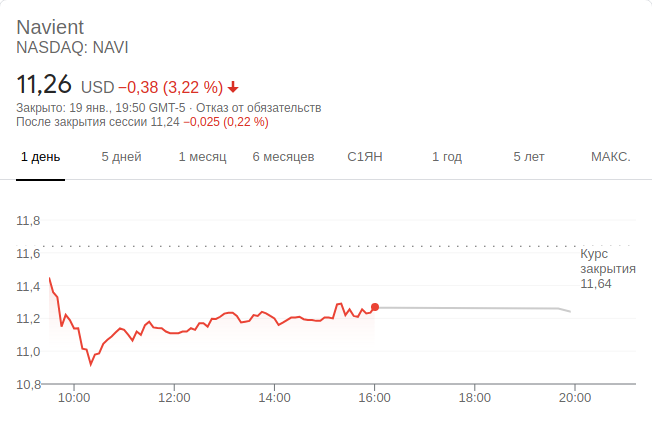 Navient
NASDAQ: NAVI
11,26 USD −0,38 (3,22 %)
Закрыто: 19 янв., 19:50 GMT-5 · Отказ от обязательств
После закрытия сессии 11,24 −0,025 (0,22 %)
1 день 5 дней 1 месяц 6 месяцев С1ЯН 1 год 5 лет МАКС.
11,8
11,6
Курс
закрытия
11,64
11,4
11,2
11,0
10,8
10:00 12:00 14:00 16:00 18:00 20:00